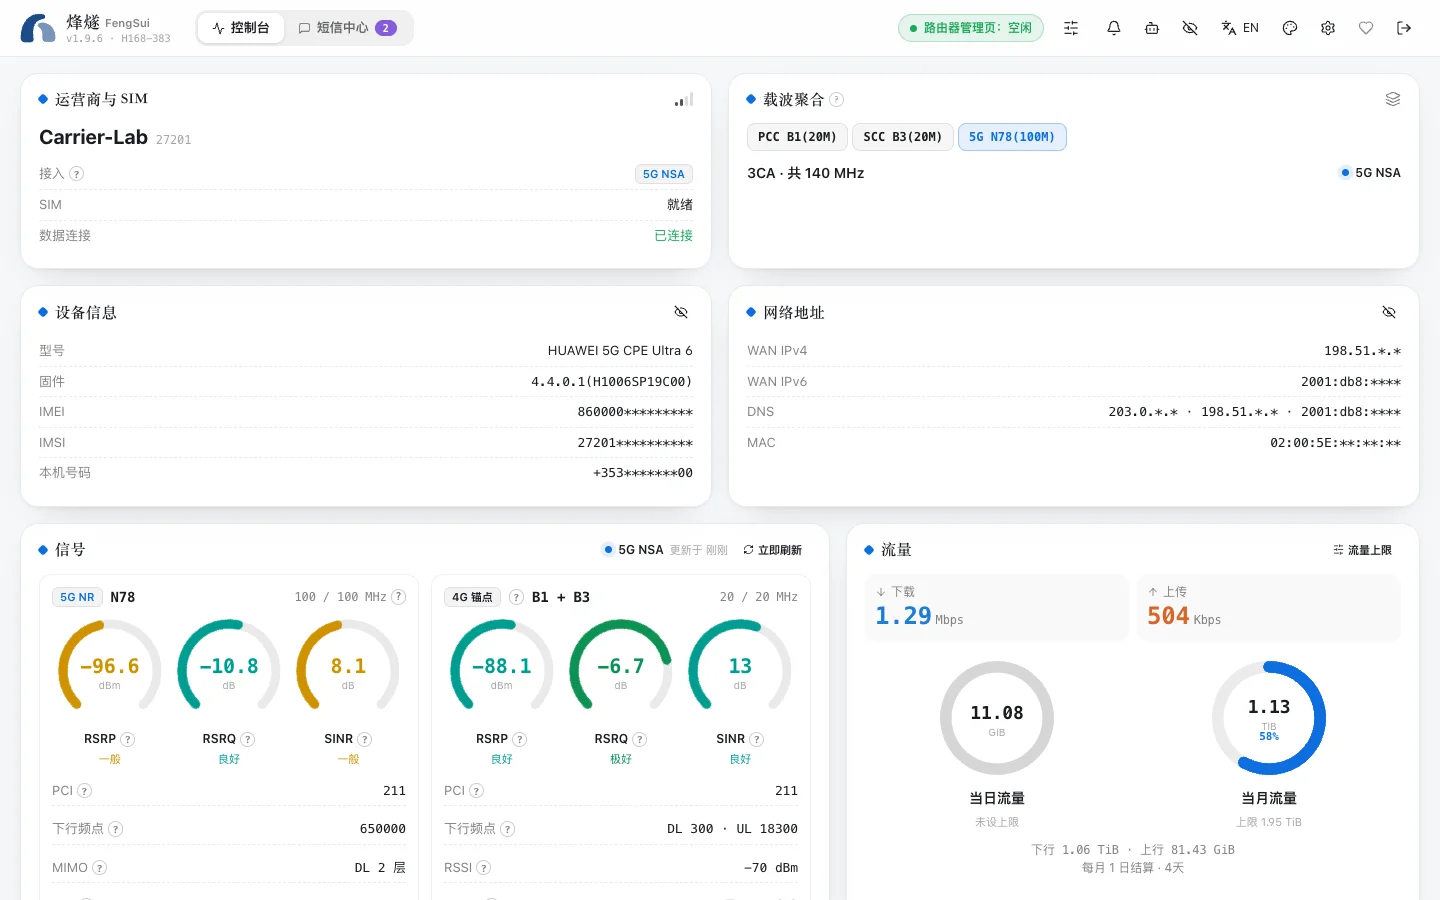 烽燧 FengSui
v1.9.6 · H168-383
控制台
短信中心 2
路由器管理页：空闲
EN
运营商与 SIM
Carrier-Lab 27201
接入 ?
5G NSA
SIM
就绪
数据连接
已连接
载波聚合 ?
PCC B1(20M)
SCC B3(20M)
5G N78(100M)
3CA · 共 140 MHz
5G NSA
设备信息
型号
HUAWEI 5G CPE Ultra 6
固件
4.4.0.1(H1006SP19C00)
IMEI
860000*********
IMSI
27201**********
本机号码
+353*******00
网络地址
WAN IPv4
198.51.*.*
WAN IPv6
2001:db8:****
DNS
203.0.*.* · 198.51.*.* · 2001:db8:****
MAC
02:00:5E:**:**:**
信号
5G NSA 更新于 刚刚
立即刷新
5G NR N78
100 / 100 MHz ?
-96.6
dBm
RSRP ?
一般
-10.8
dB
RSRQ ?
良好
8.1
dB
SINR ?
一般
PCI ?
211
下行频点 ?
650000
MIMO ?
DL 2 层
4G 锚点 ? B1 + B3
20 / 20 MHz
-88.1
dBm
RSRP ?
良好
-6.7
dB
RSRQ ?
极好
13
dB
SINR ?
良好
PCI ?
211
下行频点 ?
DL 300 · UL 18300
RSSI ?
-70 dBm
流量
流量上限
↓ 下载
1.29 Mbps
↑ 上传
504 Kbps
11.08
GiB
当日流量
未设上限
1.13
TiB
58%
当月流量
上限 1.95 TiB
下行 1.06 TiB · 上行 81.43 GiB
每月 1 日结算 · 4天